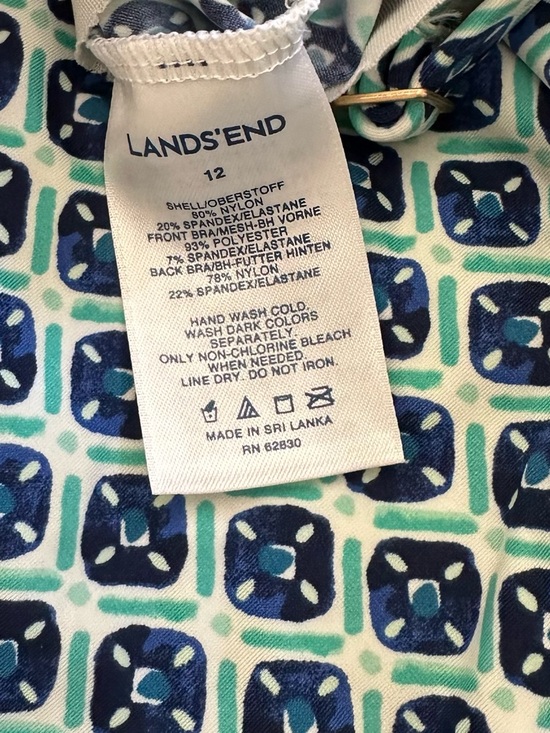 LANDS'END
12
SHELL/OBERSTOFF
80% NYLON
20% SPANDEX/ELASTANE
FRONT BRA/MESH-BH VORNE
93% POLYESTER
7% SPANDEX/ELASTANE
BACK BRA/BH-FUTTER HINTEN
78% NYLON
22% SPANDEX/ELASTANE
HAND WASH COLD.
WASH DARK COLORS
SEPARATELY.
ONLY NON-CHLORINE BLEACH
WHEN NEEDED.
LINE DRY. DO NOT IRON.
MADE IN SRI LANKA
RN 62830